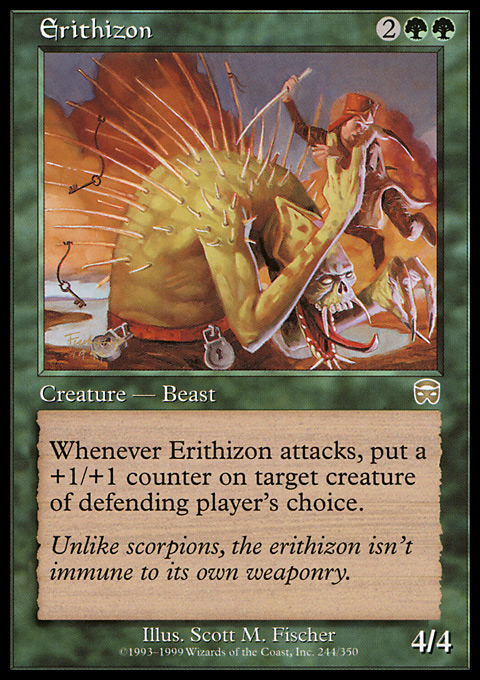 Erithizon
2
Creature — Beast
Whenever Erithizon attacks, put a
+1/+1 counter on target creature
of defending player's choice.
Unlike scorpions, the erithizon isn't
immune to its own weaponry.
Illus. Scott M. Fischer
©1993–1999 Wizards of the Coast, Inc. 244/350
4/4